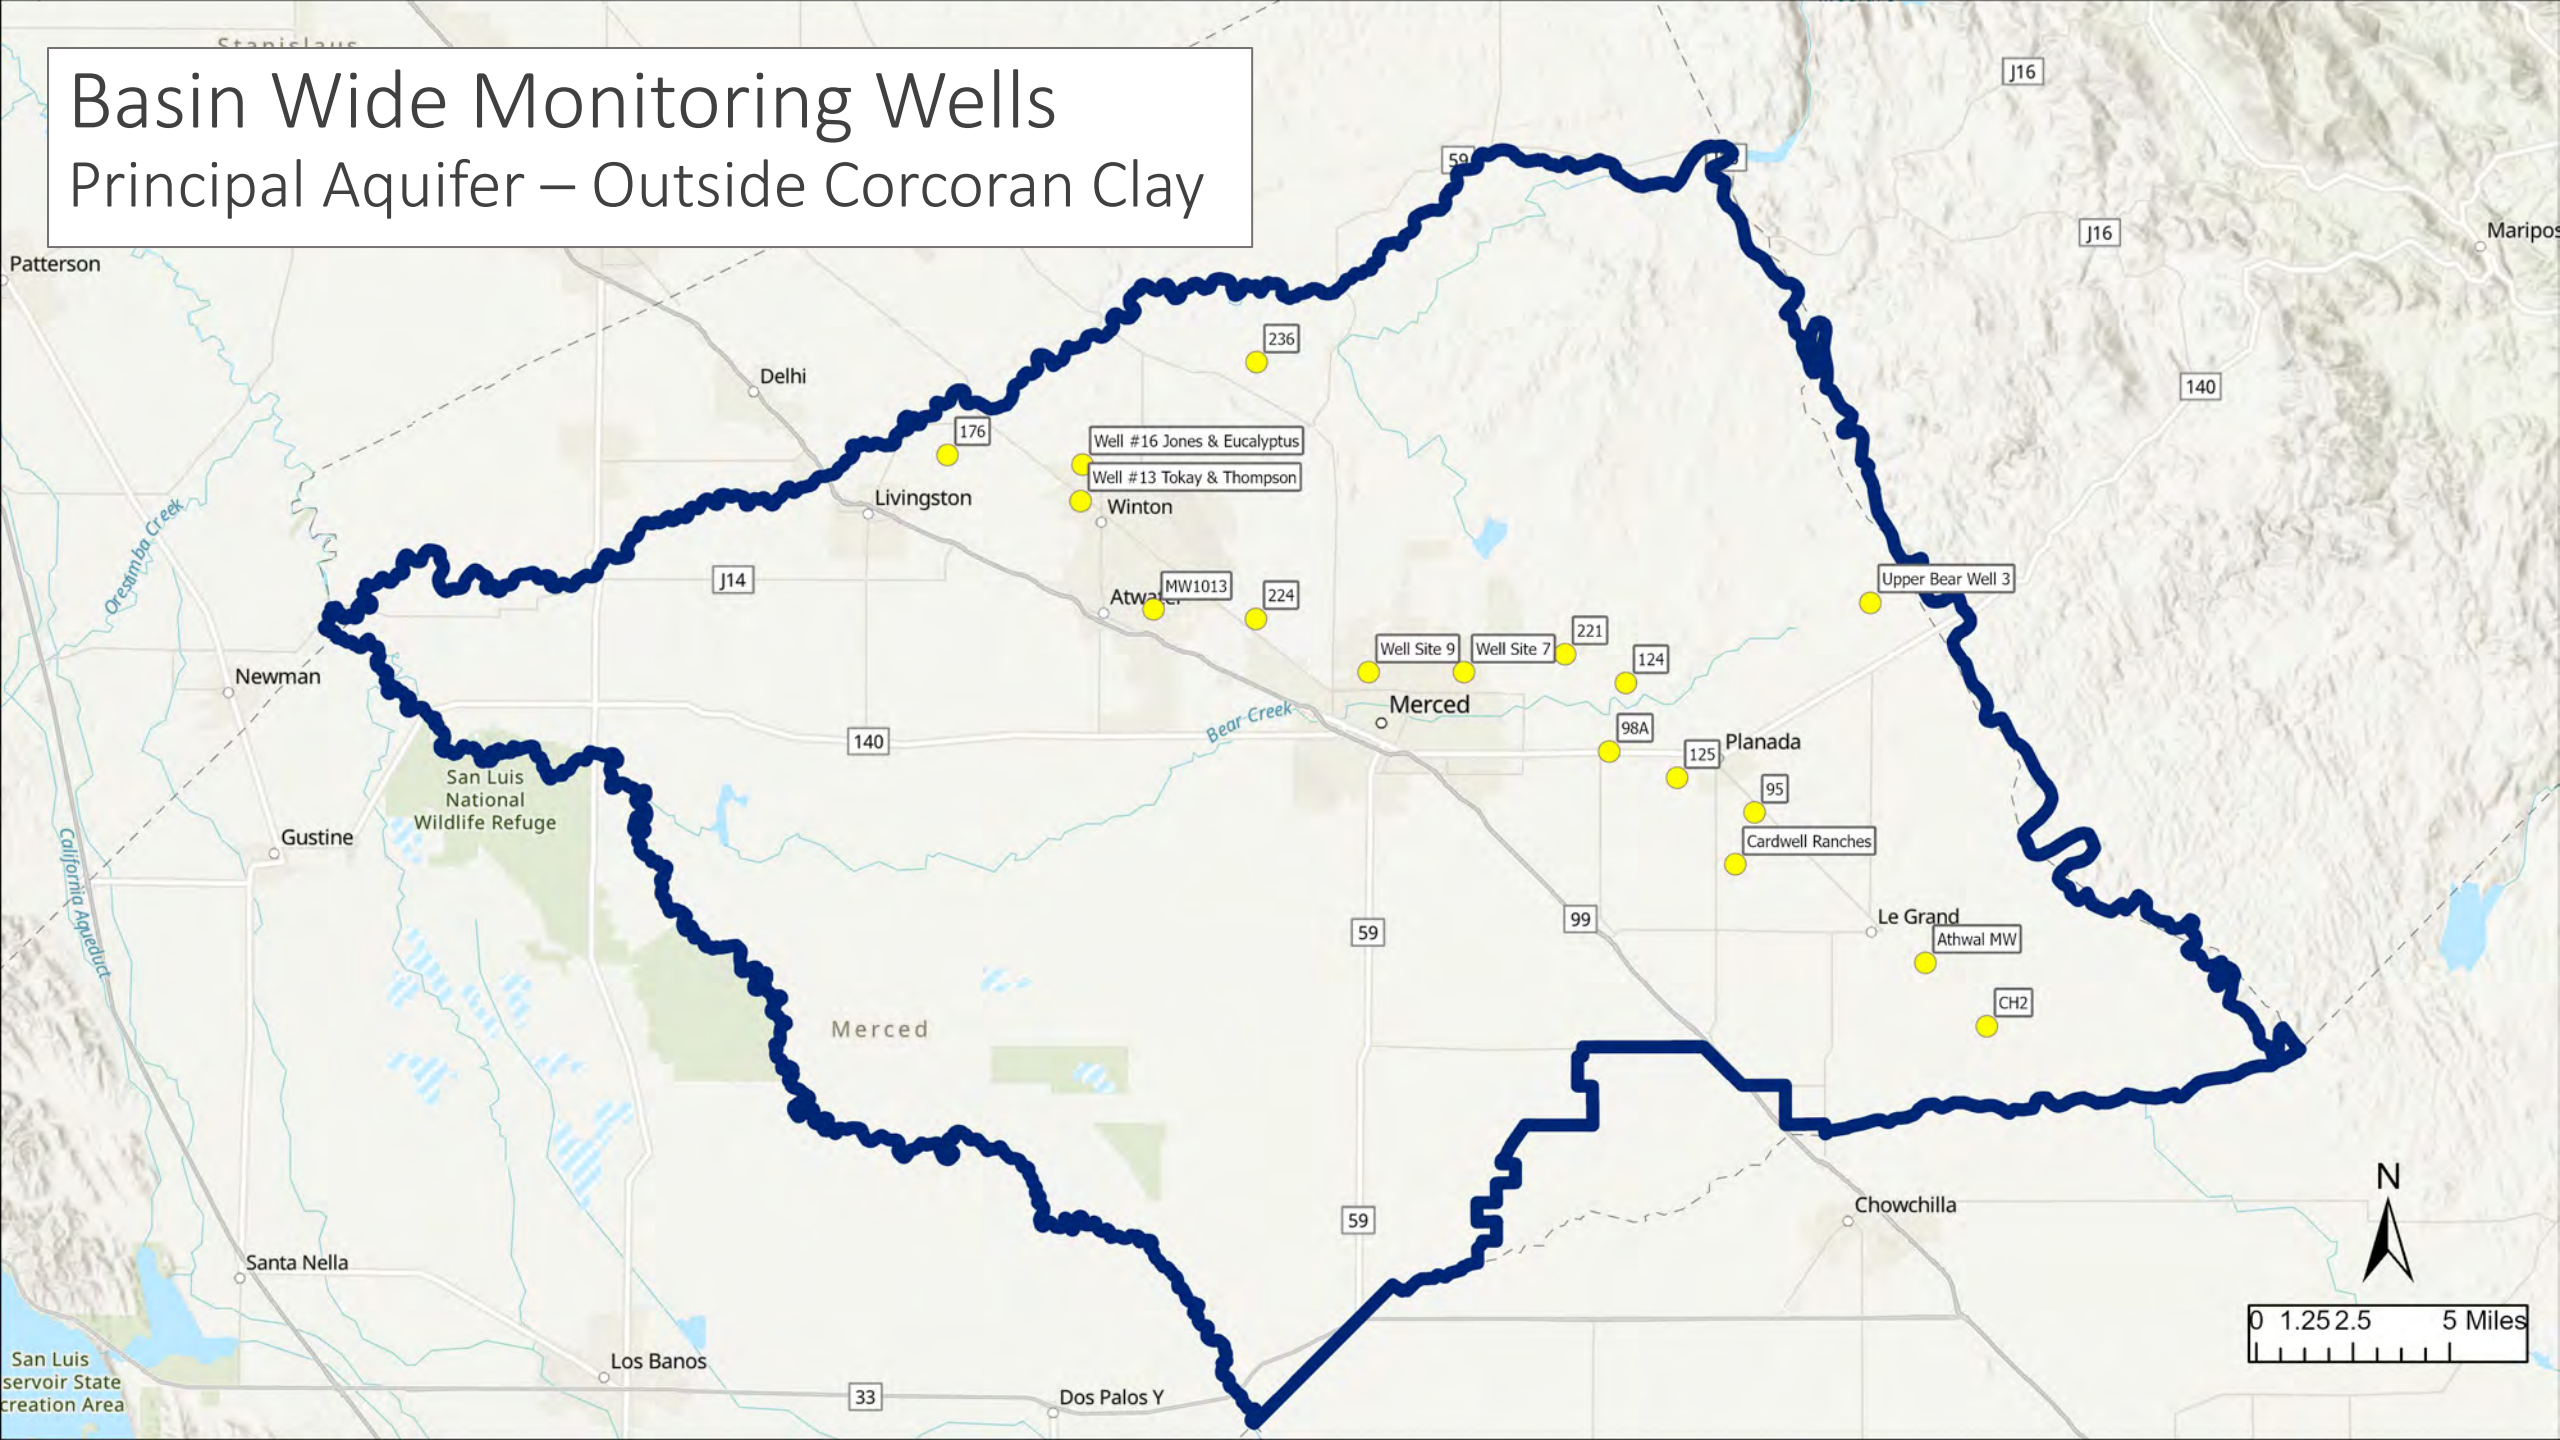 Stanislaus
Basin Wide Monitoring Wells
Principal Aquifer – Outside Corcoran Clay
J16
59
J16
Patterson
236
Delhi
140
176
Well #16 Jones & Eucalyptus
Well #13 Tokay & Thompson
Livingston
Winton
Orestimba Creek
J14
Upper Bear Well 3
MW1013
Atwater
224
221
Well Site 9
Well Site 7
124
Newman
Merced
Bear Creek
98A
140
125
Planada
San Luis
National
Wildlife Refuge
95
Gustine
Cardwell Ranches
California Aqueduct
59
99
Le Grand
Athwal MW
CH2
Merced
N
Chowchilla
59
Santa Nella
0 1.25 2.5 5 Miles
San Luis
Los Banos
33
Dos Palos Y
creation Area